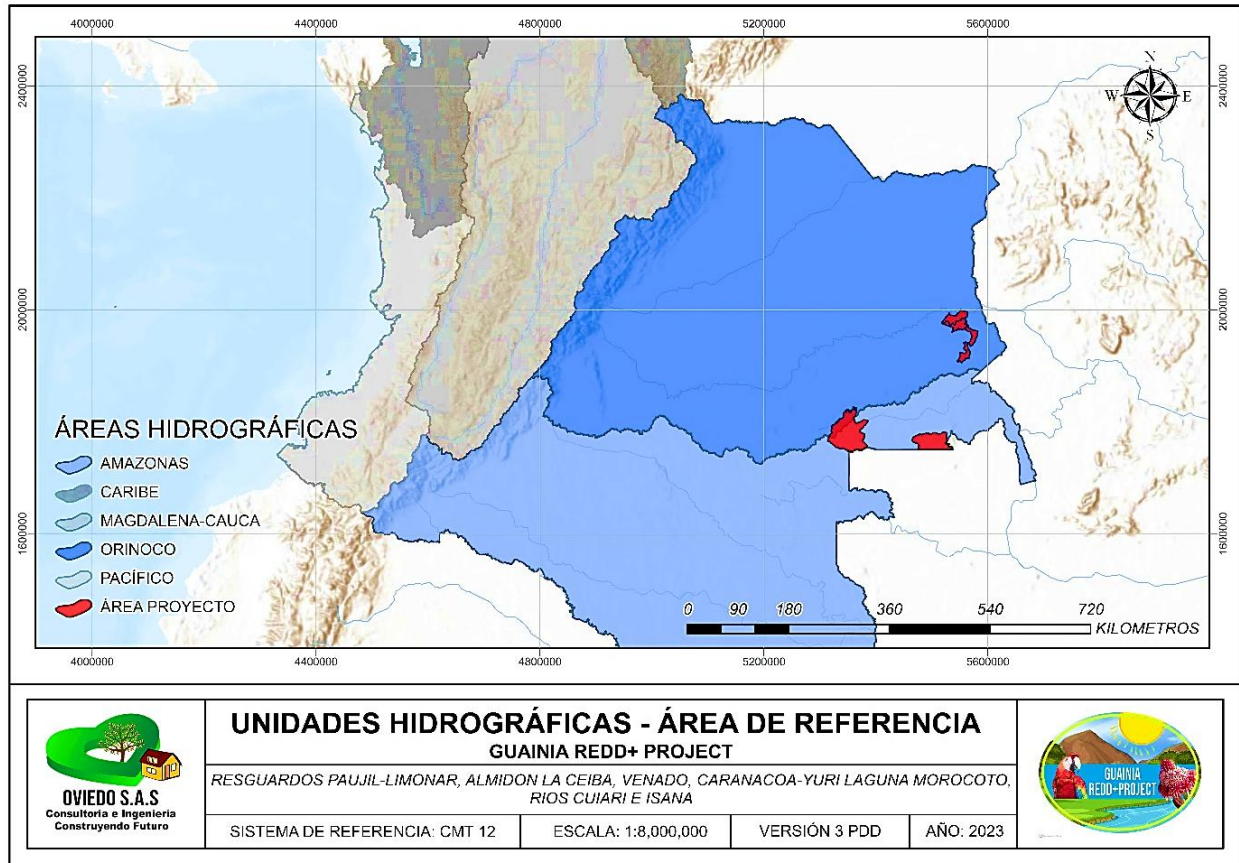 4000000 4400000 4800000 5200000 5600000
2400000 2400000
N
W E
S
2000000 2000000
ÁREAS HIDROGRÁFICAS
AMAZONAS
CARIBE
MAGDALENA-CAUCA
ORINOCO
PACÍFICO
ÁREA PROYECTO
1600000 1600000
0 90 180 360 540 720
KILOMETROS
4000000 4400000 4800000 5200000 5600000
OVIEDO S.A.S
Consultoria e Ingenieria
Construyendo Futuro
UNIDADES HIDROGRÁFICAS - ÁREA DE REFERENCIA
GUAINIA REDD+ PROJECT
RESGUARDOS PAUJIL-LIMONAR, ALMIDON LA CEIBA, VENADO, CARANACOA-YURI LAGUNA MOROCOTO,
RIOS CUIARI E ISANA
SISTEMA DE REFERENCIA: CMT 12 ESCALA: 1:8,000,000 VERSIÓN 3 PDD AÑO: 2023
GUAINIA
REDD+PROJECT